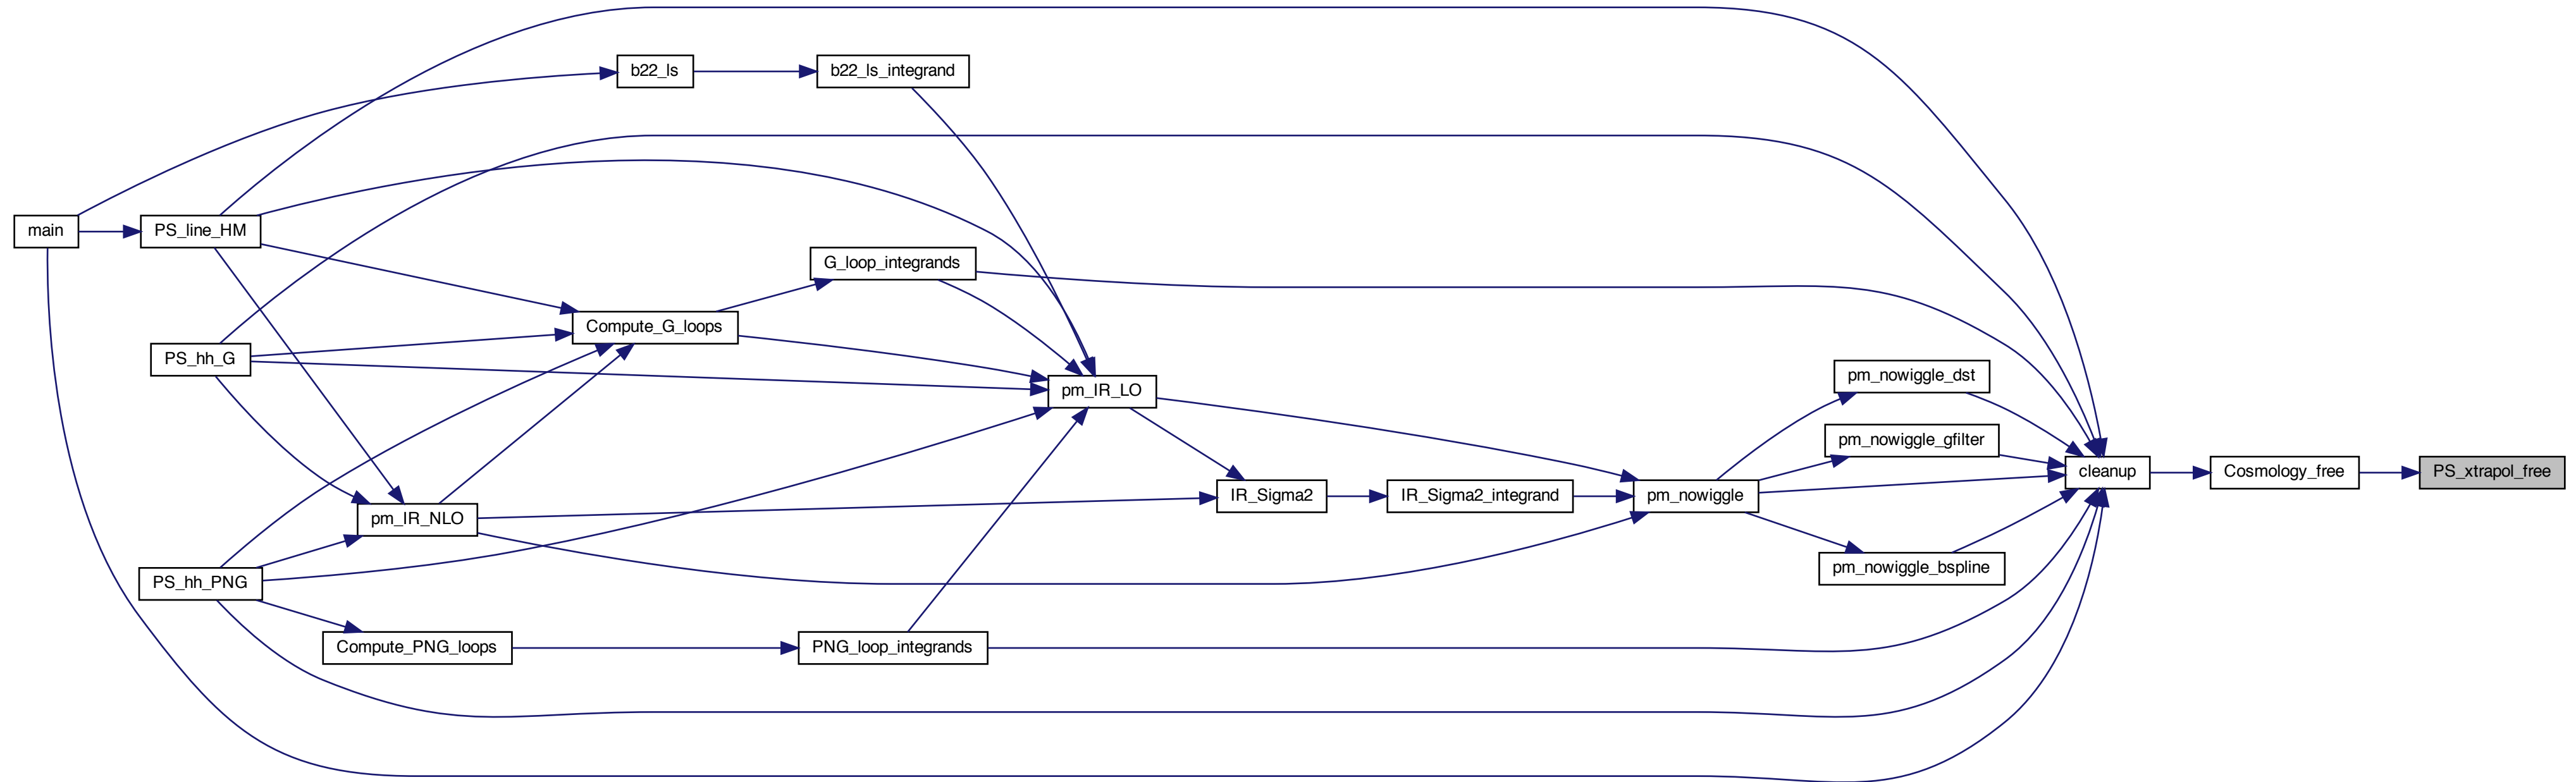 b22_ls
b22_ls_integrand
main
PS_line_HM
G_loop_integrands
Compute_G_loops
PS_hh_G
pm_IR_LO
pm_nowiggle_dst
pm_nowiggle_gfilter
cleanup
Cosmology_free
PS_xtrapol_free
IR_Sigma2
IR_Sigma2_integrand
pm_nowiggle
pm_IR_NLO
pm_nowiggle_bspline
PS_hh_PNG
Compute_PNG_loops
PNG_loop_integrands